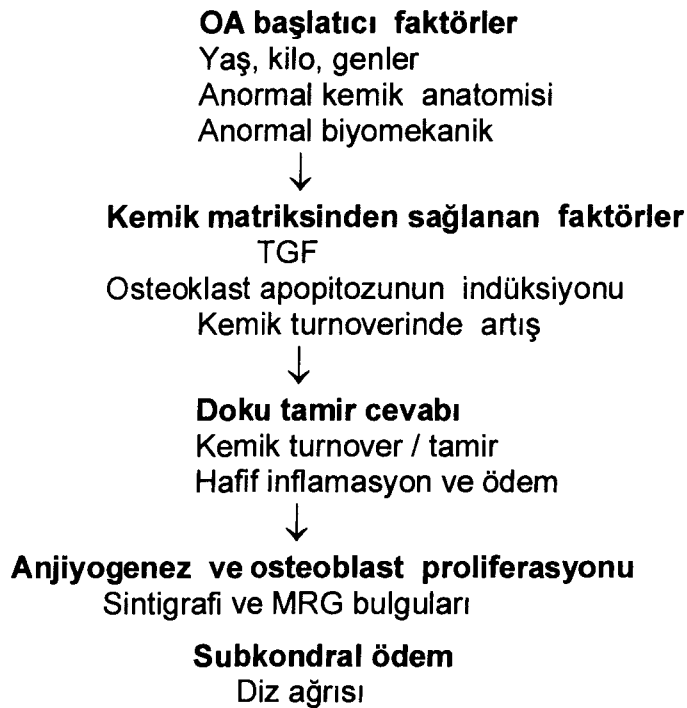 OA başlatıcı faktörler
Yaş, kilo, genler
Anormal kemik anatomisi
Anormal biyomekanik
↓
Kemik matriksinden sağlanan faktörler
TGF
Osteoklast apopitozunun indüksiyonu
Kemik turnoverinde artış
↓
Doku tamir cevabı
Kemik turnover / tamir
Hafif inflamasyon ve ödem
↓
Anjiyogenez ve osteoblast proliferasyonu
Sintigrafi ve MRG bulguları
Subkondral ödem
Diz ağrısı